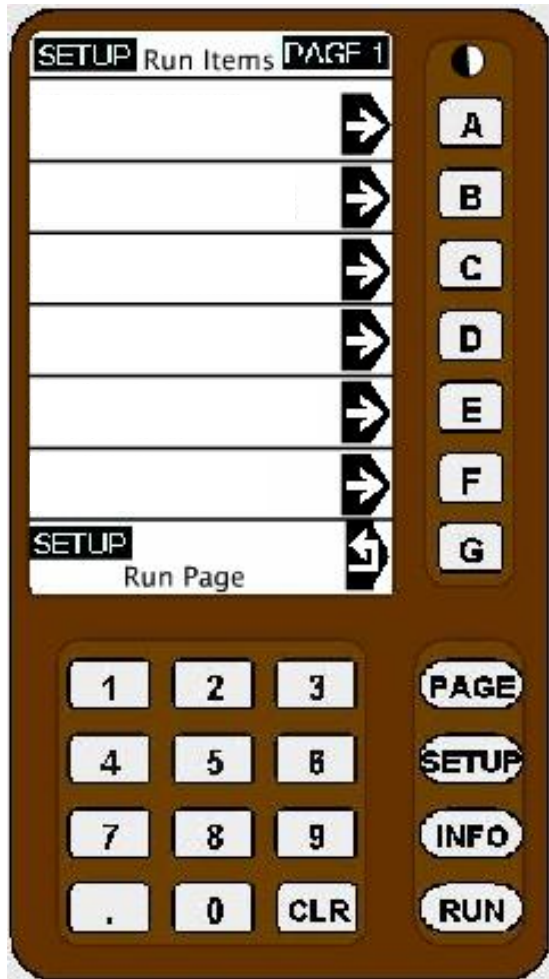 SETUP Run Items PAGE 1
A
B
C
D
E
F
SETUP
Run Page
G
1 2 3 PAGE
4 5 6 SETUP
7 8 9 INFO
. 0 CLR RUN